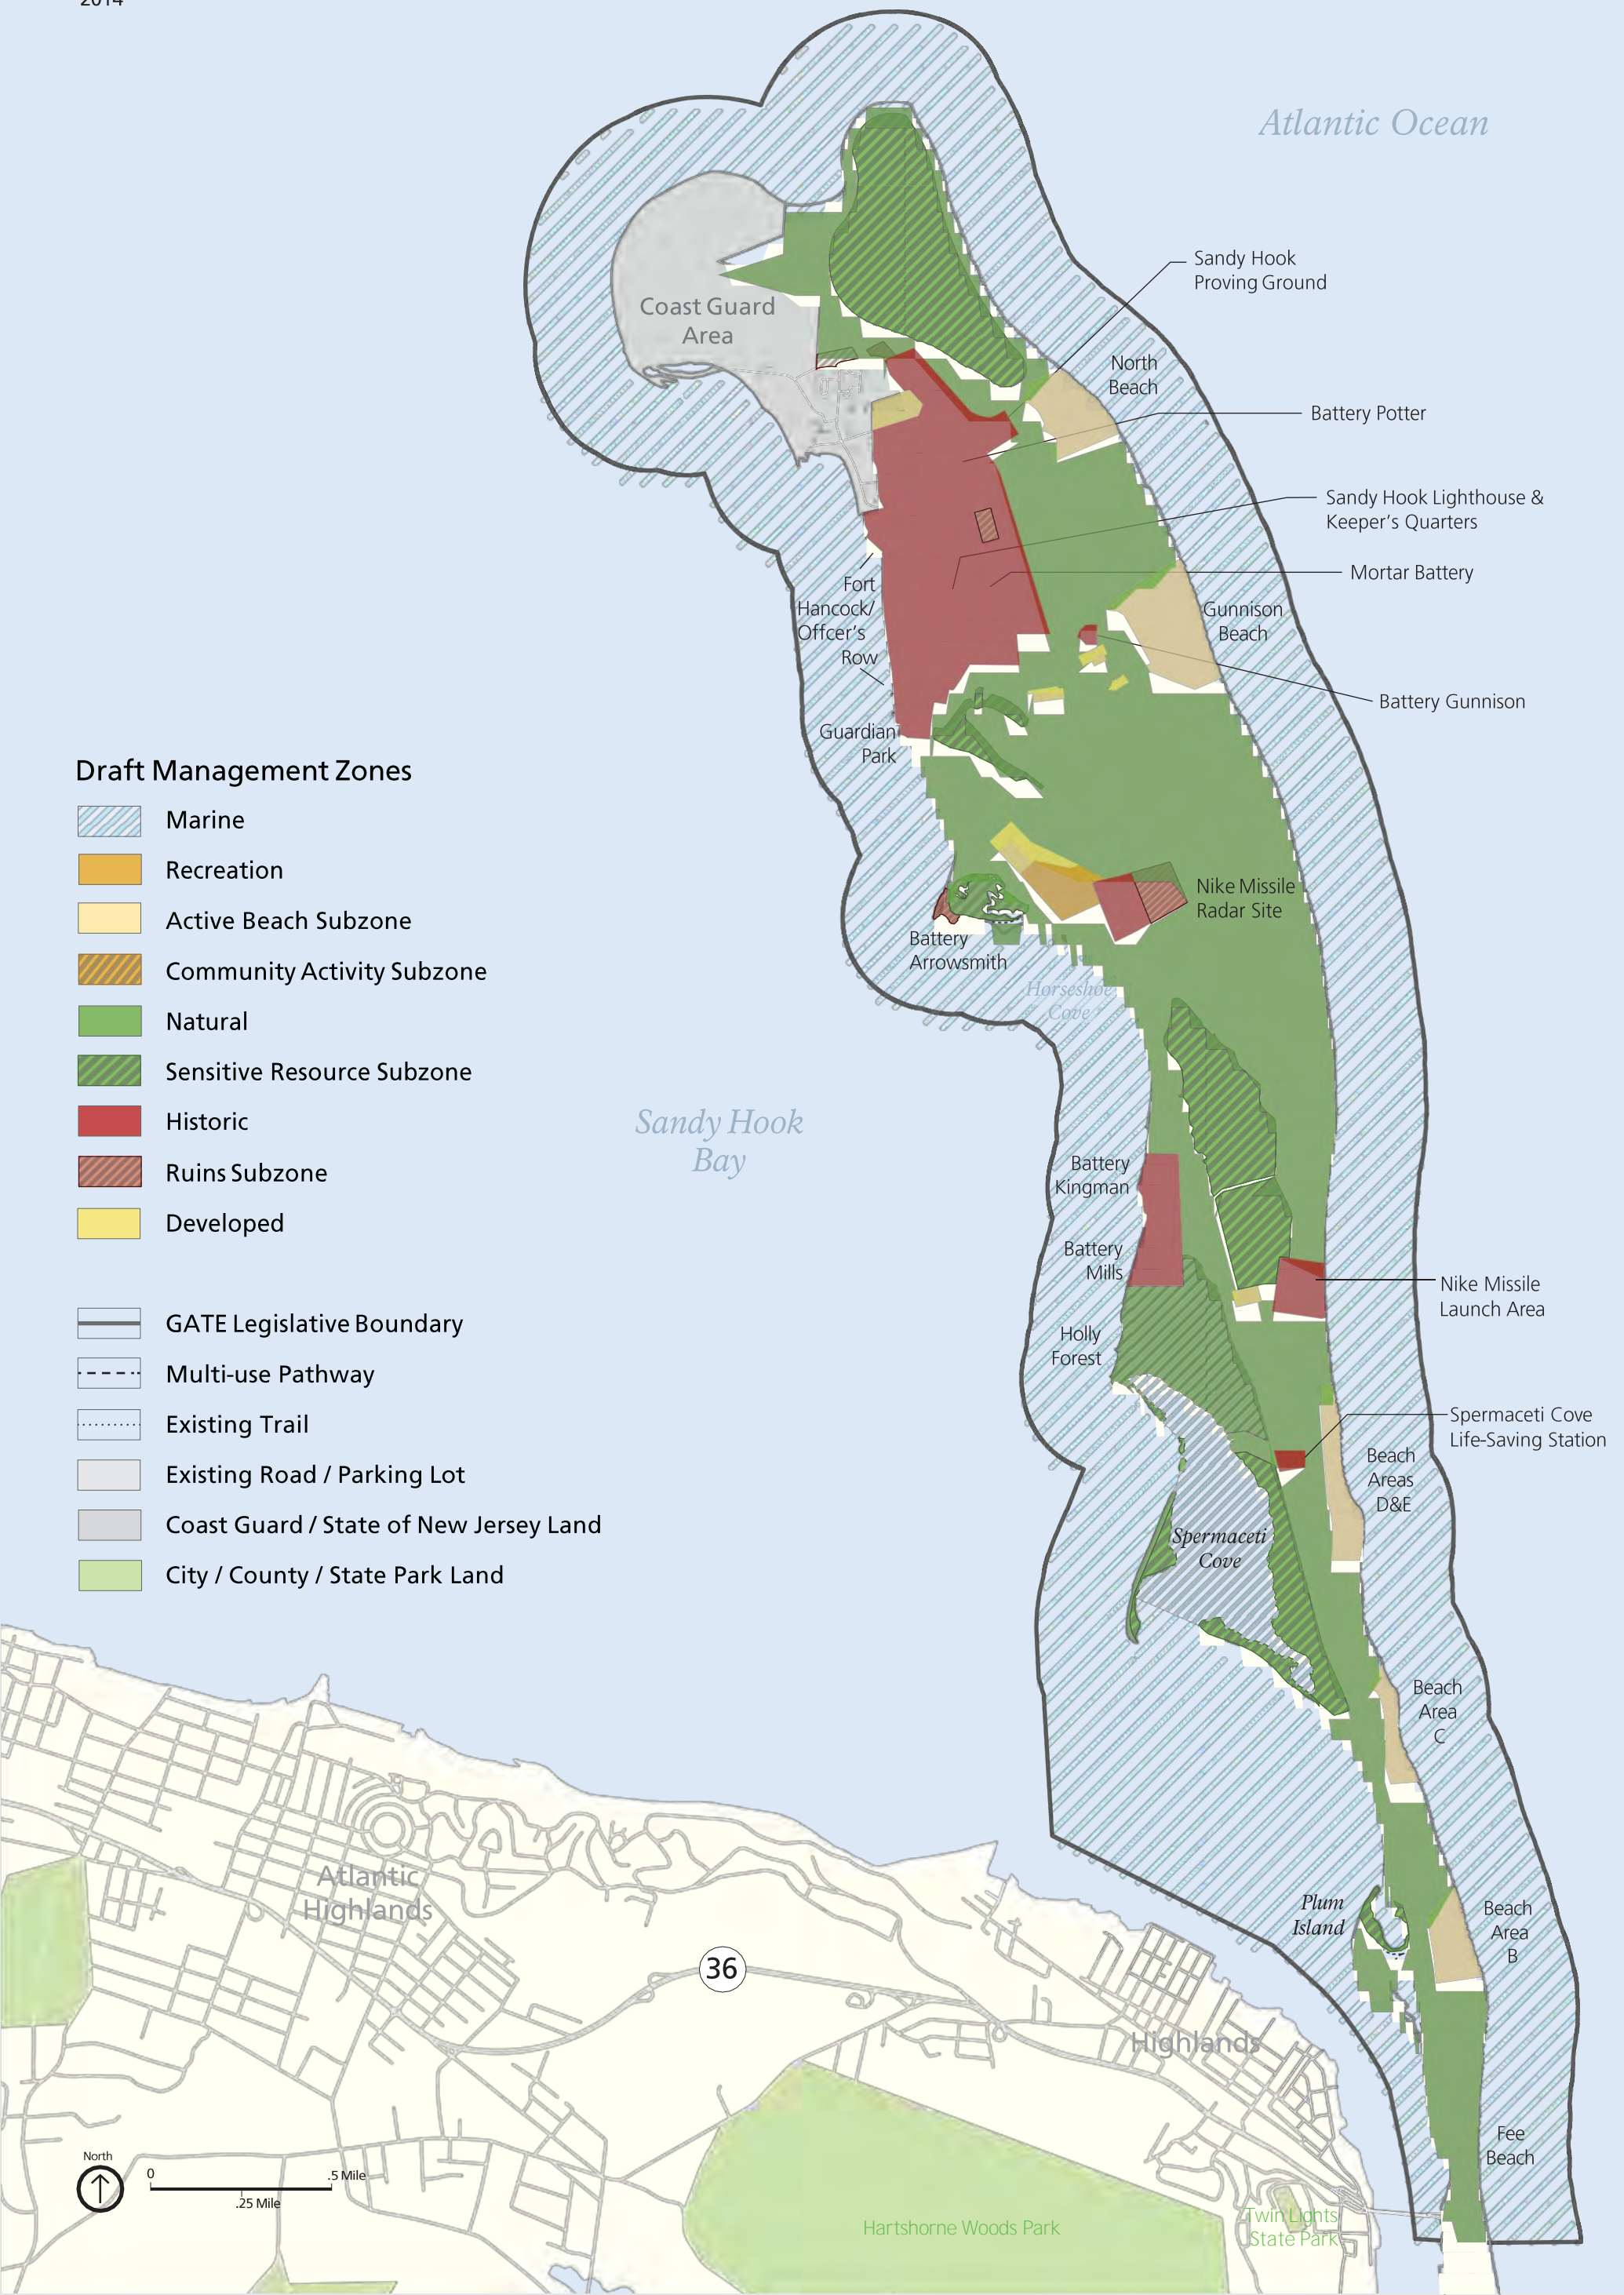 2014
Atlantic Ocean
Sandy Hook
Proving Ground
Coast Guard
Area
North
Beach
Battery Potter
Sandy Hook Lighthouse &
Keeper's Quarters
Mortar Battery
Fort
Hancock/
Offcer's
Row
Gunnison
Beach
Battery Gunnison
Guardian
Park
Nike Missile
Radar Site
Battery
Arrowsmith
Horseshoe
Cove
Sandy Hook
Bay
Battery
Kingman
Battery
Mills
Nike Missile
Launch Area
Holly
Forest
Spermaceti Cove
Life-Saving Station
Beach
Areas
D&E
Spermaceti
Cove
Beach
Area
C
Plum
Island
Beach
Area
B
Fee
Beach
Draft Management Zones
Marine
Recreation
Active Beach Subzone
Community Activity Subzone
Natural
Sensitive Resource Subzone
Historic
Ruins Subzone
Developed
GATE Legislative Boundary
Multi-use Pathway
Existing Trail
Existing Road / Parking Lot
Coast Guard / State of New Jersey Land
City / County / State Park Land
Atlantic
Highlands
36
Highlands
North
0
.5 Mile
.25 Mile
Hartshorne Woods Park
Twin Lights
State Park